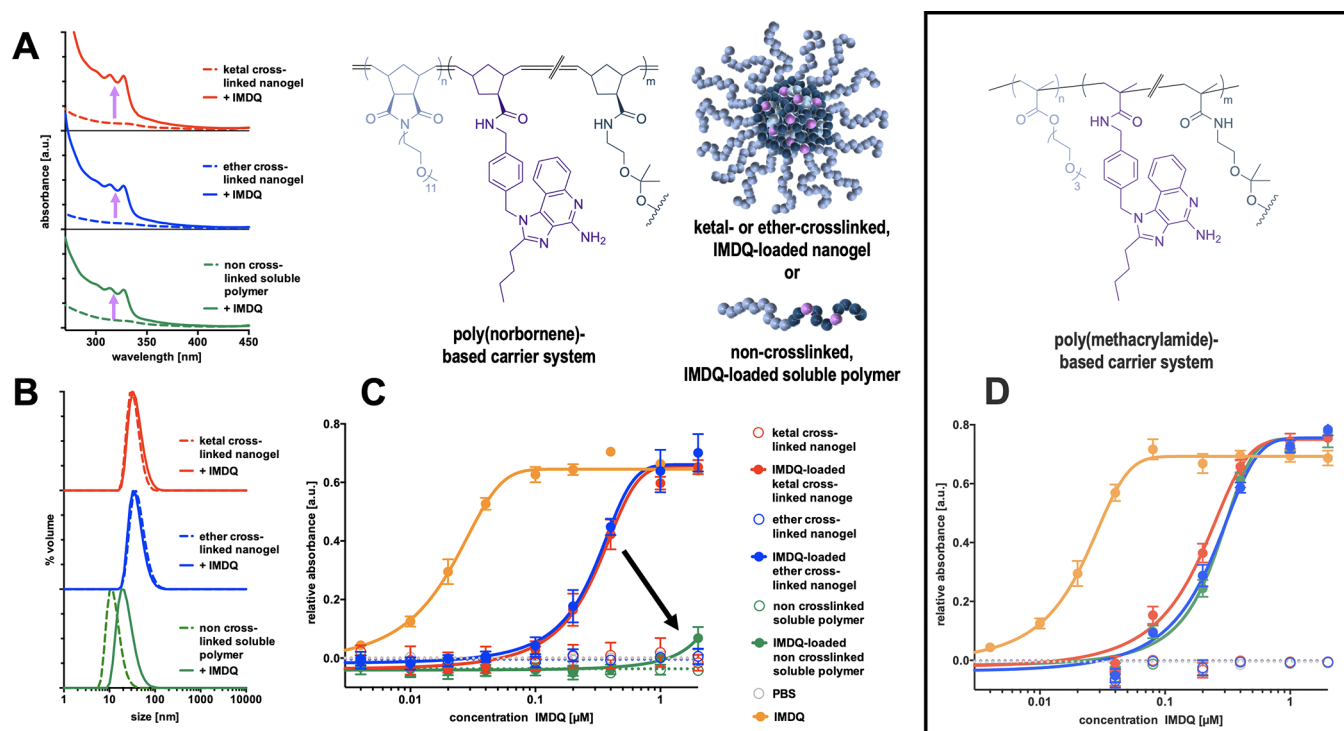 A
absorbance [a.u.]
ketal cross-
linked nanogel
+ IMDQ
ether cross-
linked nanogel
+ IMDQ
non cross-
linked soluble
polymer
+ IMDQ
300
350
400
450
wavelength [nm]
n
m
O
N
O
O
11
HN
O
N
N
N
NH2
O
HN
O
O
poly(norbornene)-
based carrier system
ketal- or ether-crosslinked,
IMDQ-loaded nanogel
or
non-crosslinked,
IMDQ-loaded soluble polymer
n
m
O
O
O
3
HN
O
N
N
N
NH2
O
NH
O
O
poly(methacrylamide)-
based carrier system
B
% volume
ketal cross-
linked nanogel
+ IMDQ
ether cross-
linked nanogel
+ IMDQ
non cross-
linked soluble
polymer
+ IMDQ
1
10
100
1000
10000
size [nm]
C
relative absorbance [a.u.]
0.8
0.6
0.4
0.2
0.0
0.01
0.1
1
concentration IMDQ [µM]
ketal cross-
linked nanogel
IMDQ-loaded
ketal cross-
linked nanoge
ether cross-
linked nanogel
IMDQ-loaded
ether cross-
linked nanogel
non crosslinked
soluble polymer
IMDQ-loaded
non crosslinked
soluble polymer
PBS
IMDQ
D
relative absorbance [a.u.]
0.8
0.6
0.4
0.2
0.0
0.01
0.1
1
concentration IMDQ [µM]